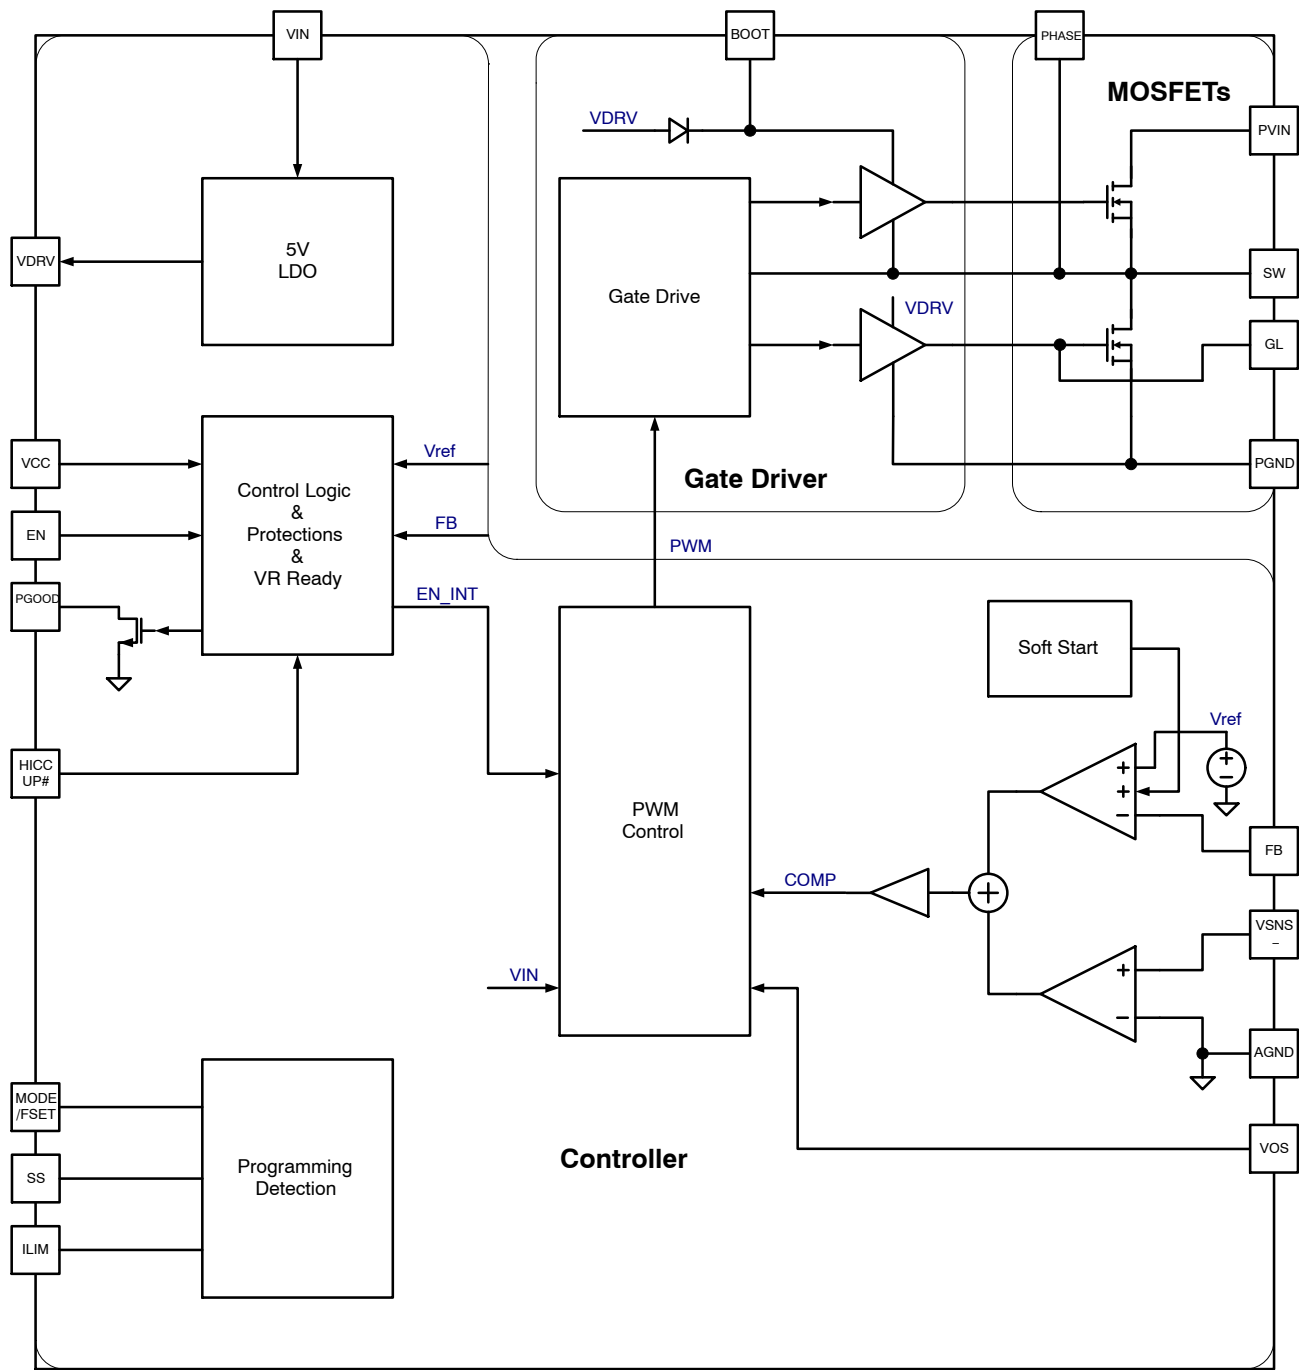 VIN
BOOT
PHASE
MOSFETs
VDRV
PVIN
5V
LDO
VDRV
Gate Drive
SW
VDRV
GL
VCC
Vref
PGND
Control Logic
&
Protections
&
VR Ready
Gate Driver
EN
FB
PWM
PGOOD
EN_INT
Soft Start
Vref
HICC
UP#
+
+
−
+
−
PWM
Control
FB
COMP
+
VSNS
−
VIN
+
−
AGND
MODE
/FSET
SS
ILIM
Programming
Detection
Controller
VOS